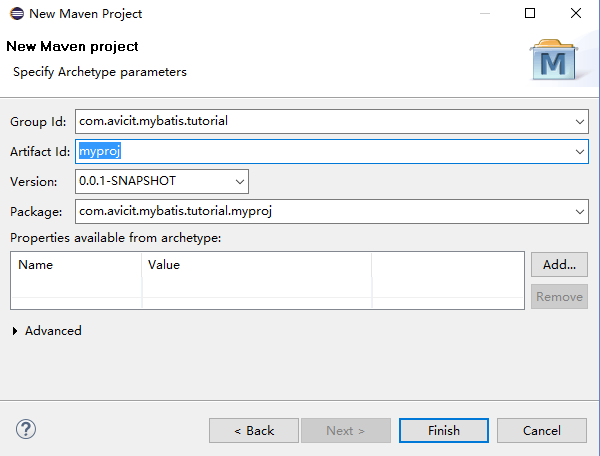 New Maven Project
New Maven project
Specify Archetype parameters
M
Group Id: com.avicit.mybatis.tutorial
Artifact Id: myproj
Version: 0.0.1-SNAPSHOT
Package: com.avicit.mybatis.tutorial.myproj
Properties available from archetype:
Name Value Add...
Remove
Advanced
? < Back Next > Finish Cancel